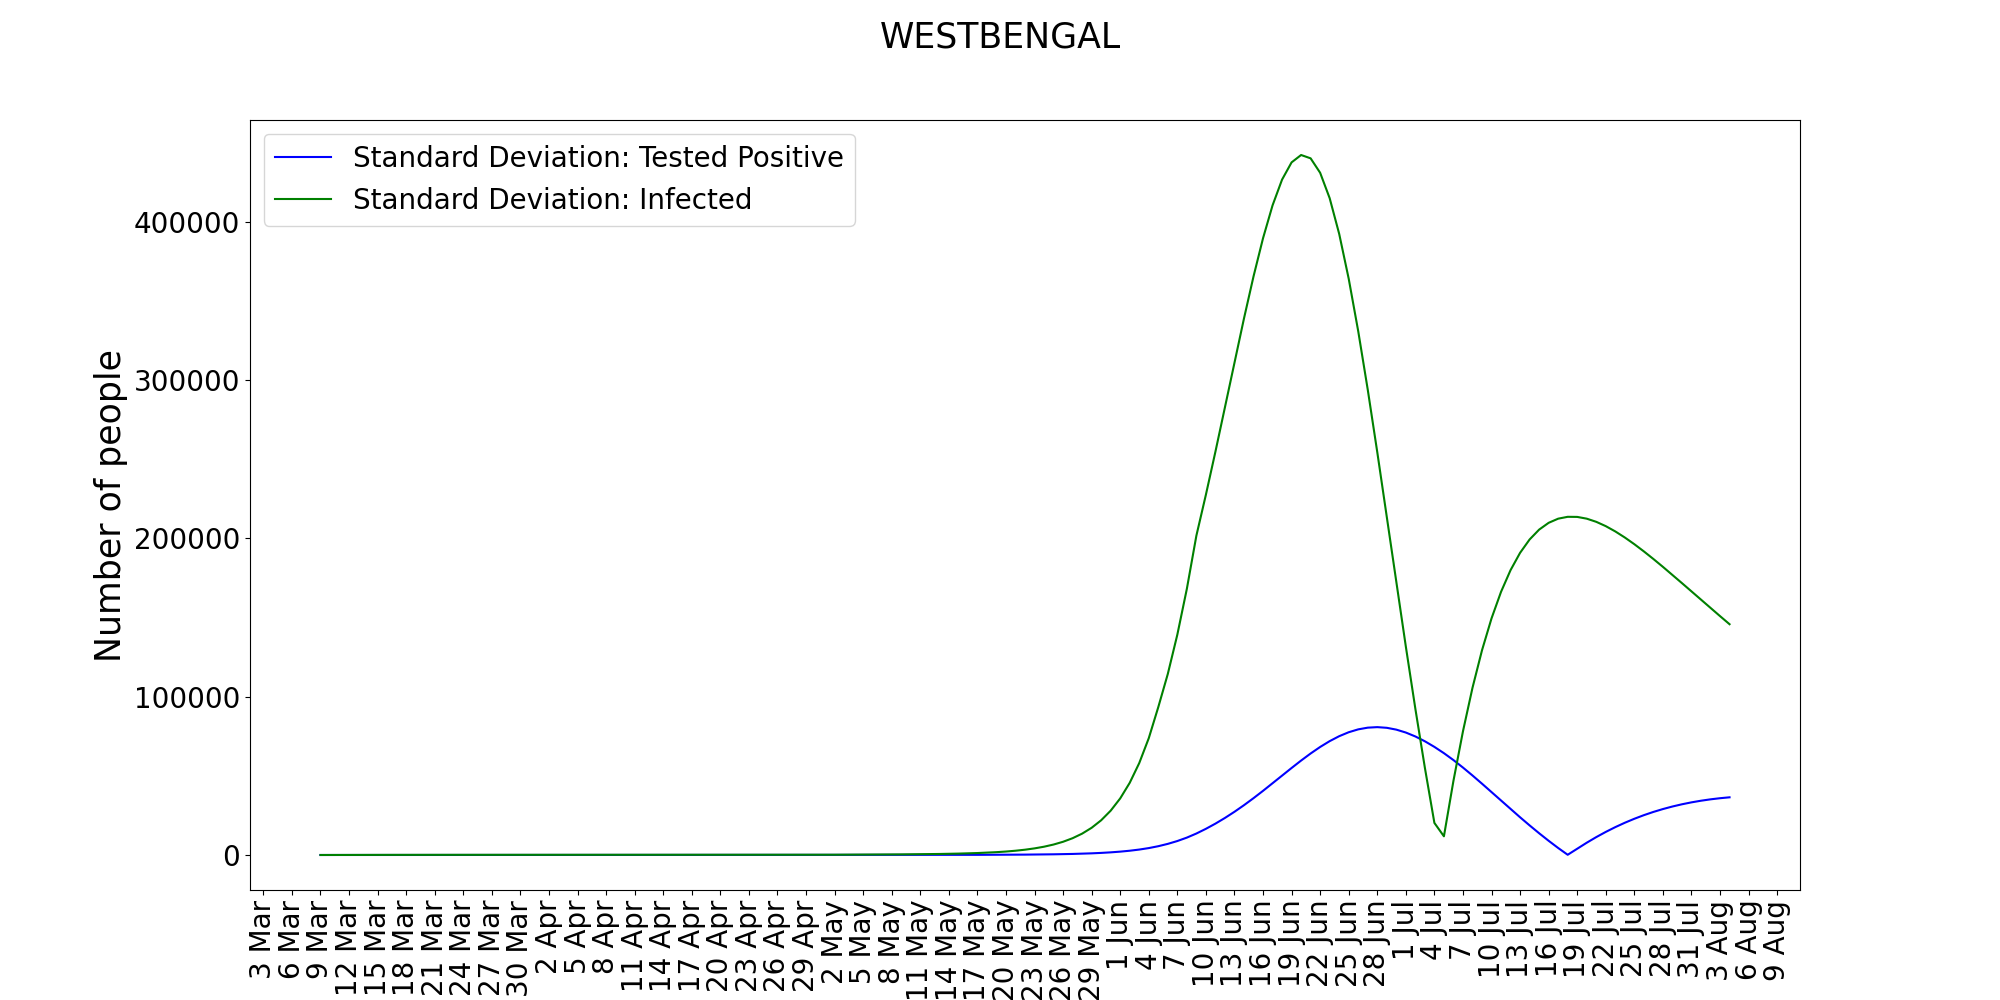 WESTBENGAL
Standard Deviation: Tested Positive
Standard Deviation: Infected
Number of people
400000
300000
200000
100000
0
3 Mar
6 Mar
9 Mar
12 Mar
15 Mar
18 Mar
21 Mar
24 Mar
27 Mar
30 Mar
2 Apr
5 Apr
8 Apr
11 Apr
14 Apr
17 Apr
20 Apr
23 Apr
26 Apr
29 Apr
2 May
5 May
8 May
11 May
14 May
17 May
20 May
23 May
26 May
29 May
1 Jun
4 Jun
7 Jun
10 Jun
13 Jun
16 Jun
19 Jun
22 Jun
25 Jun
28 Jun
1 Jul
4 Jul
7 Jul
10 Jul
13 Jul
16 Jul
19 Jul
22 Jul
25 Jul
28 Jul
31 Jul
3 Aug
6 Aug
9 Aug